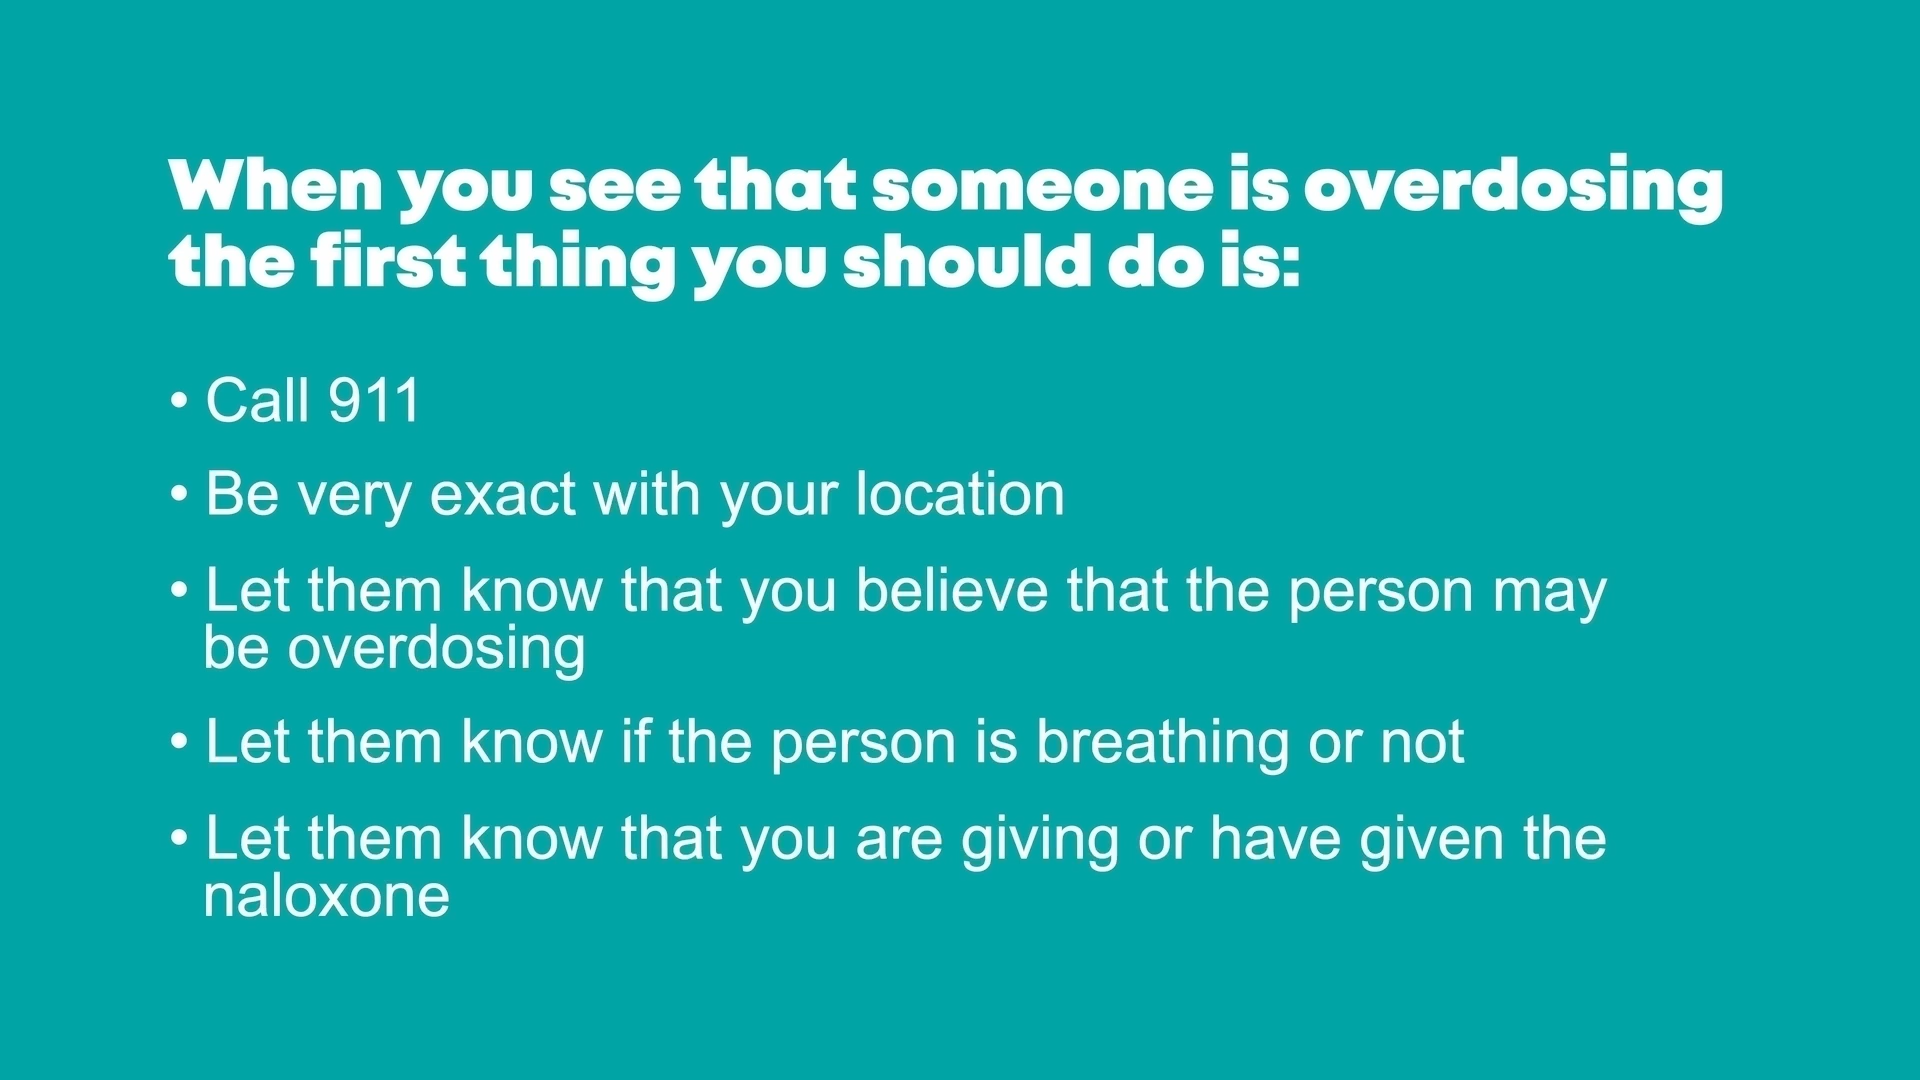 When you see that someone is overdosing
the first thing you should do is:
• Call 911
• Be very exact with your location
• Let them know that you believe that the person may
be overdosing
• Let them know if the person is breathing or not
• Let them know that you are giving or have given the
naloxone